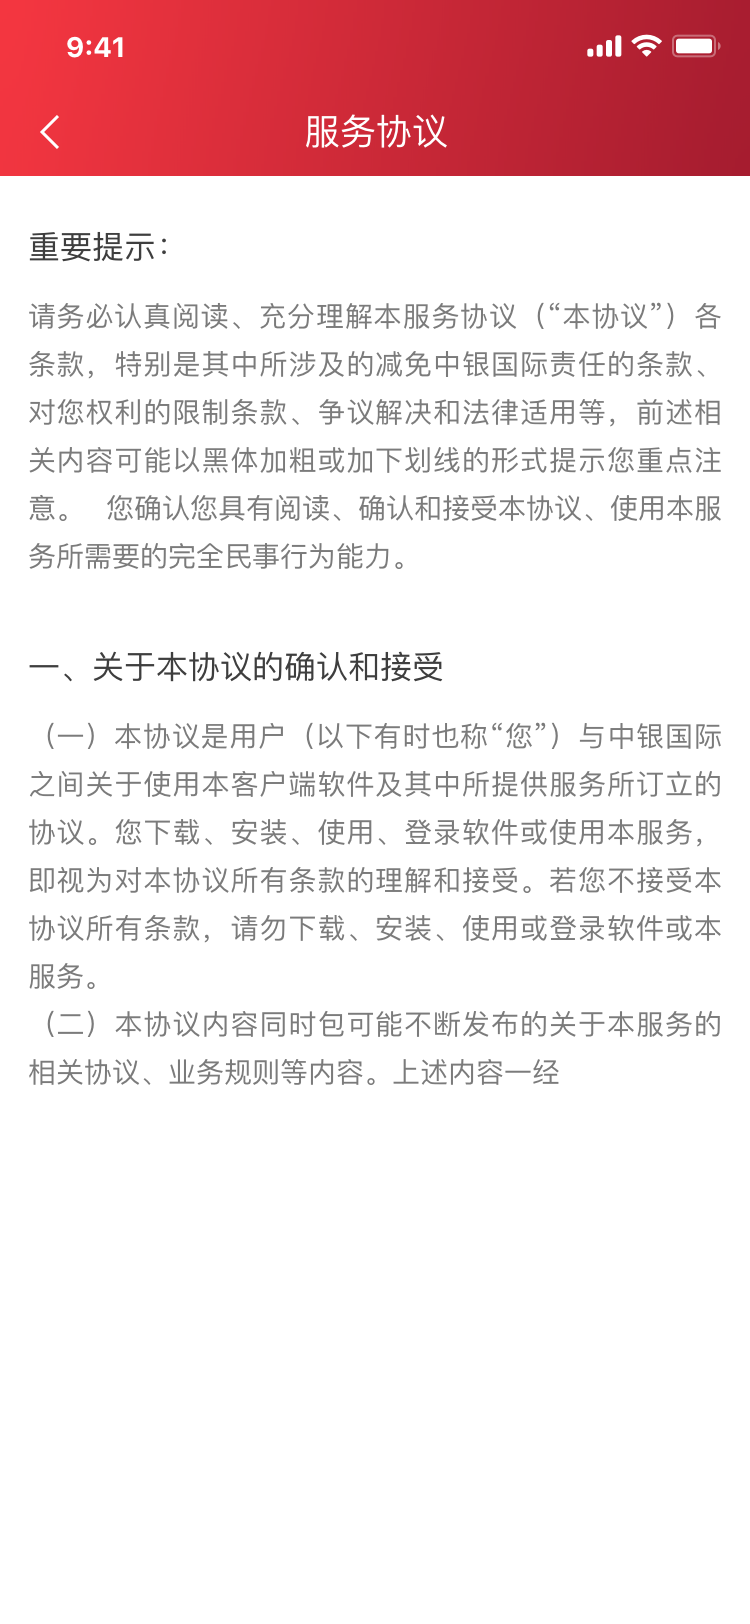 9:41
服务协议
重要提示：
请务必认真阅读、充分理解本服务协议（“本协议”）各
条款，特别是其中所涉及的减免中银国际责任的条款、
对您权利的限制条款、争议解决和法律适用等，前述相
关内容可能以黑体加粗或加下划线的形式提示您重点注
意。 您确认您具有阅读、确认和接受本协议、使用本服
务所需要的完全民事行为能力。
一、关于本协议的确认和接受
（一）本协议是用户（以下有时也称“您”）与中银国际
之间关于使用本客户端软件及其中所提供服务所订立的
协议。您下载、安装、使用、登录软件或使用本服务，
即视为对本协议所有条款的理解和接受。若您不接受本
协议所有条款，请勿下载、安装、使用或登录软件或本
服务。
（二）本协议内容同时包可能不断发布的关于本服务的
相关协议、业务规则等内容。上述内容一经